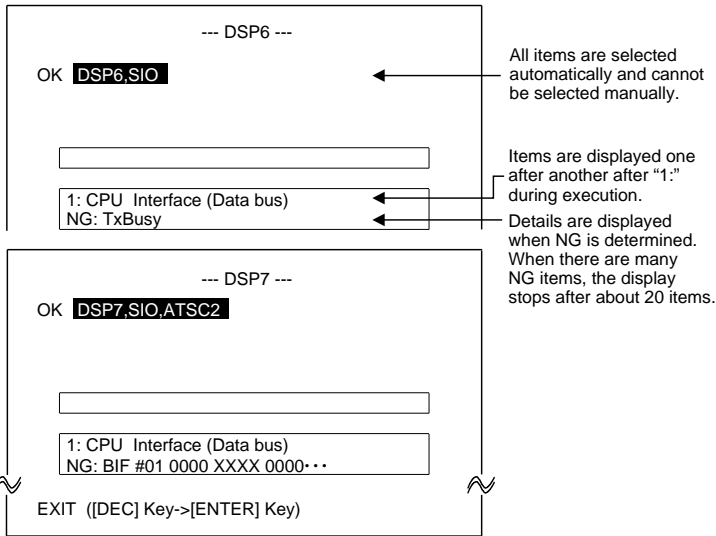 --- DSP6 ---
OK DSP6,SIO
All items are selected
automatically and cannot
be selected manually.
Items are displayed one
after another after “1:”
during execution.
1: CPU Interface (Data bus)
NG: TxBusy
Details are displayed
when NG is determined.
When there are many
NG items, the display
stops after about 20 items.
--- DSP7 ---
OK DSP7,SIO,ATSC2
1: CPU Interface (Data bus)
NG: BIF #01 0000 XXXX 0000･･･
EXIT ([DEC] Key->[ENTER] Key)